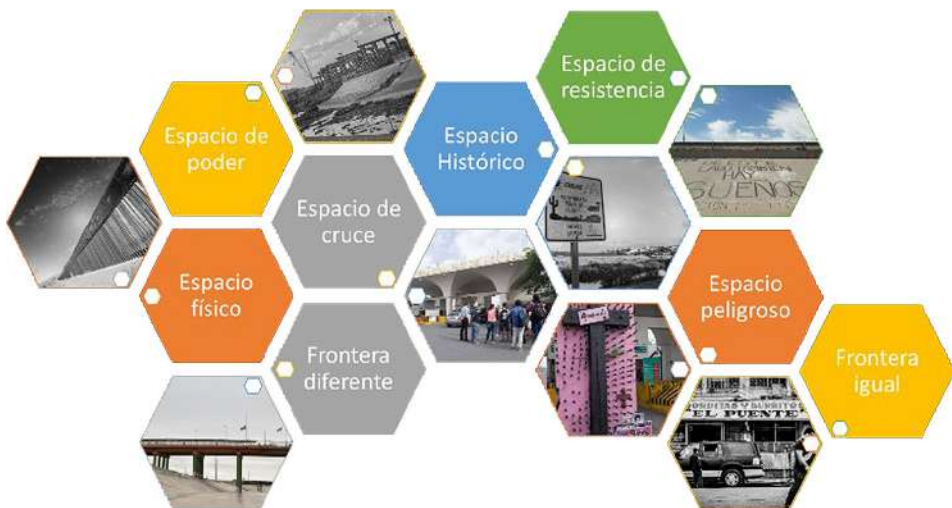 Espacio de
resistencia
Espacio de
poder
Espacio
Histórico
Espacio de
cruce
HAY
SUEÑOS
Espacio
físico
Espacio
peligroso
Frontera
diferente
Frontera
igual
EL PUENTE